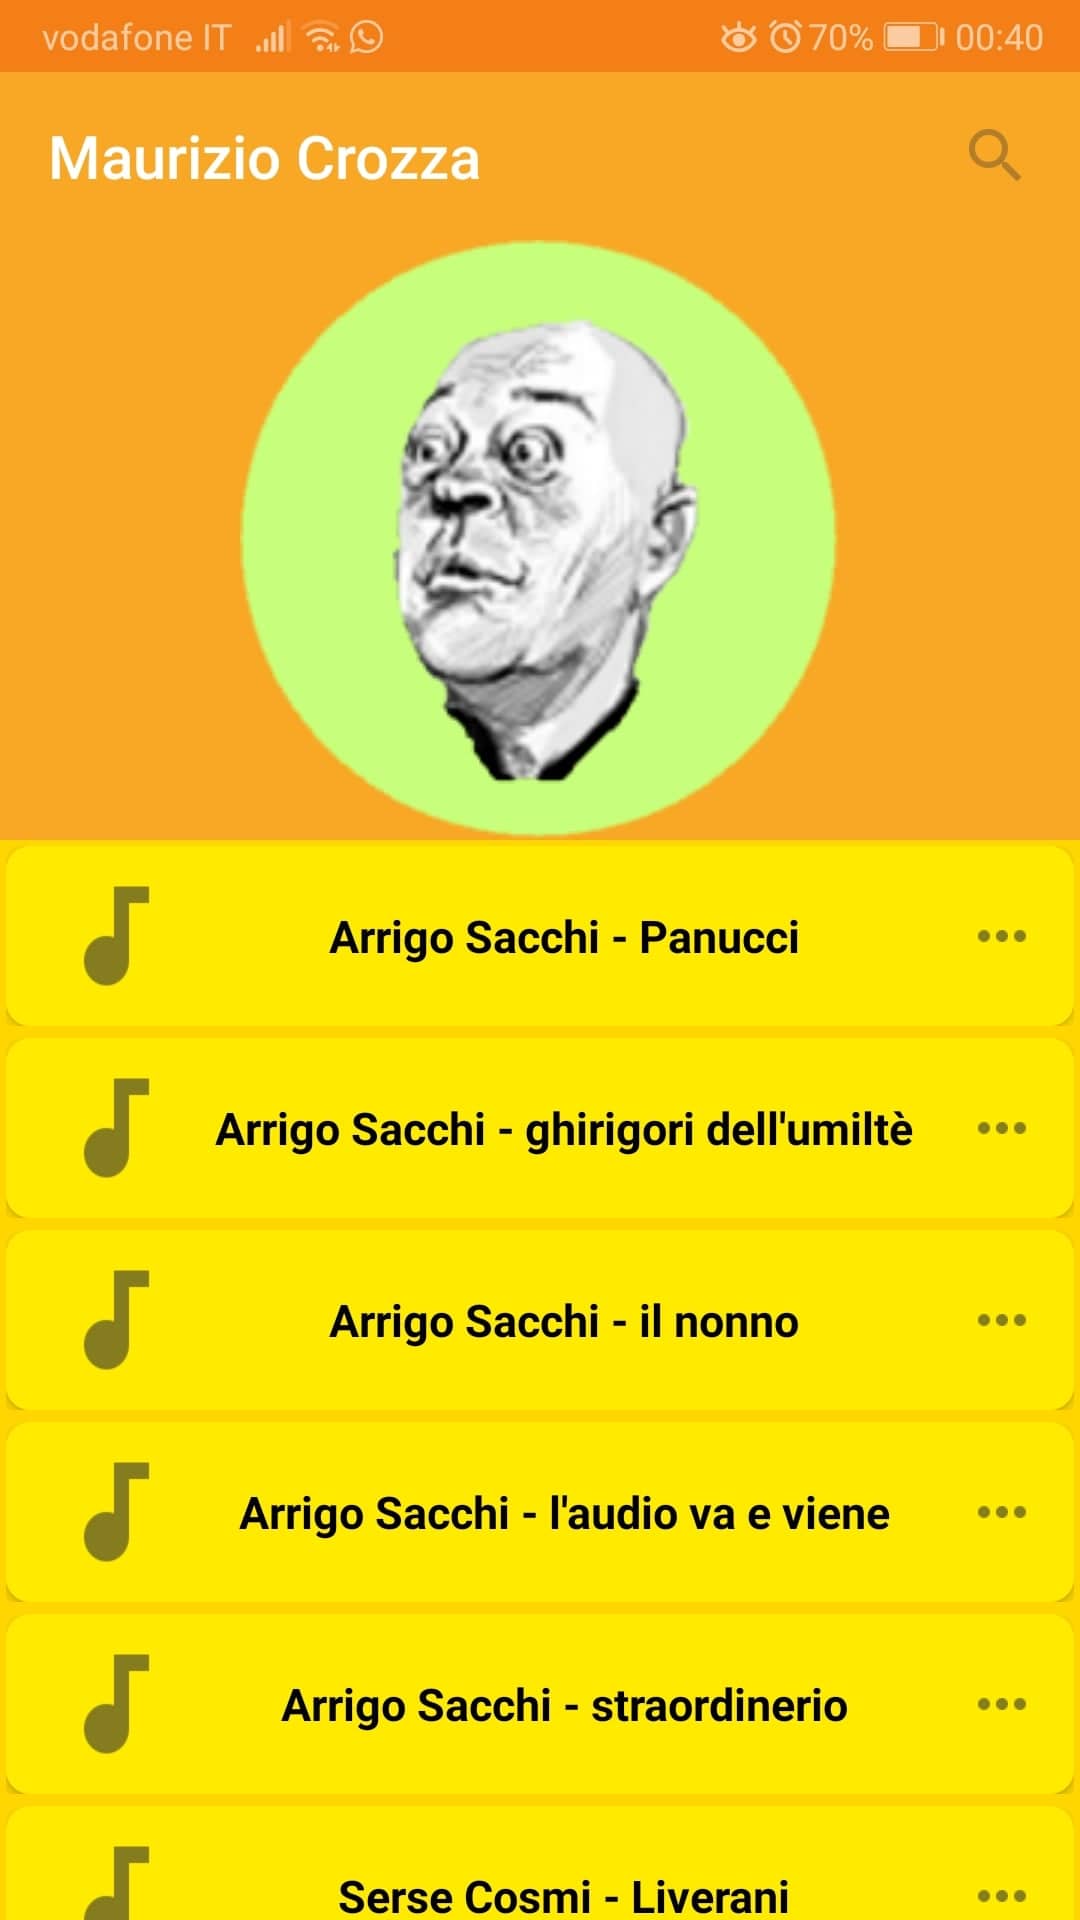 vodafone IT 70% 00:40
Maurizio Crozza
Arrigo Sacchi - Panucci
Arrigo Sacchi - ghirigori dell'umiltè
Arrigo Sacchi - il nonno
Arrigo Sacchi - l'audio va e viene
Arrigo Sacchi - straordinerio
Serse Cosmi - Liverani